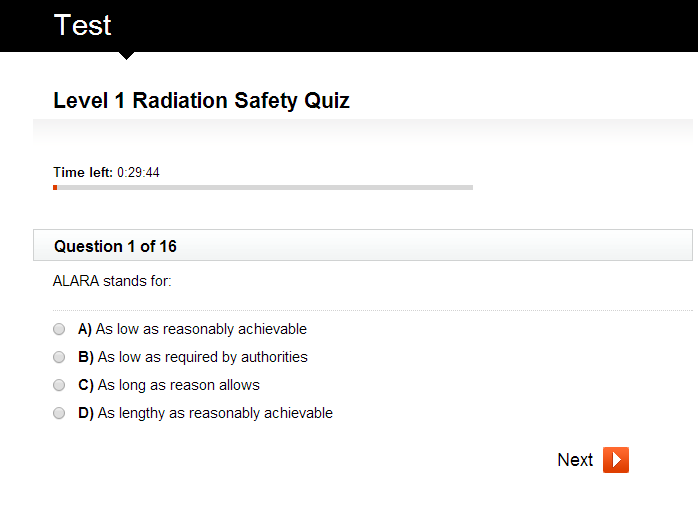 Test
Level 1 Radiation Safety Quiz
Time left: 0:29:44
Question 1 of 16
ALARA stands for:
A) As low as reasonably achievable
B) As low as required by authorities
C) As long as reason allows
D) As lengthy as reasonably achievable
Next